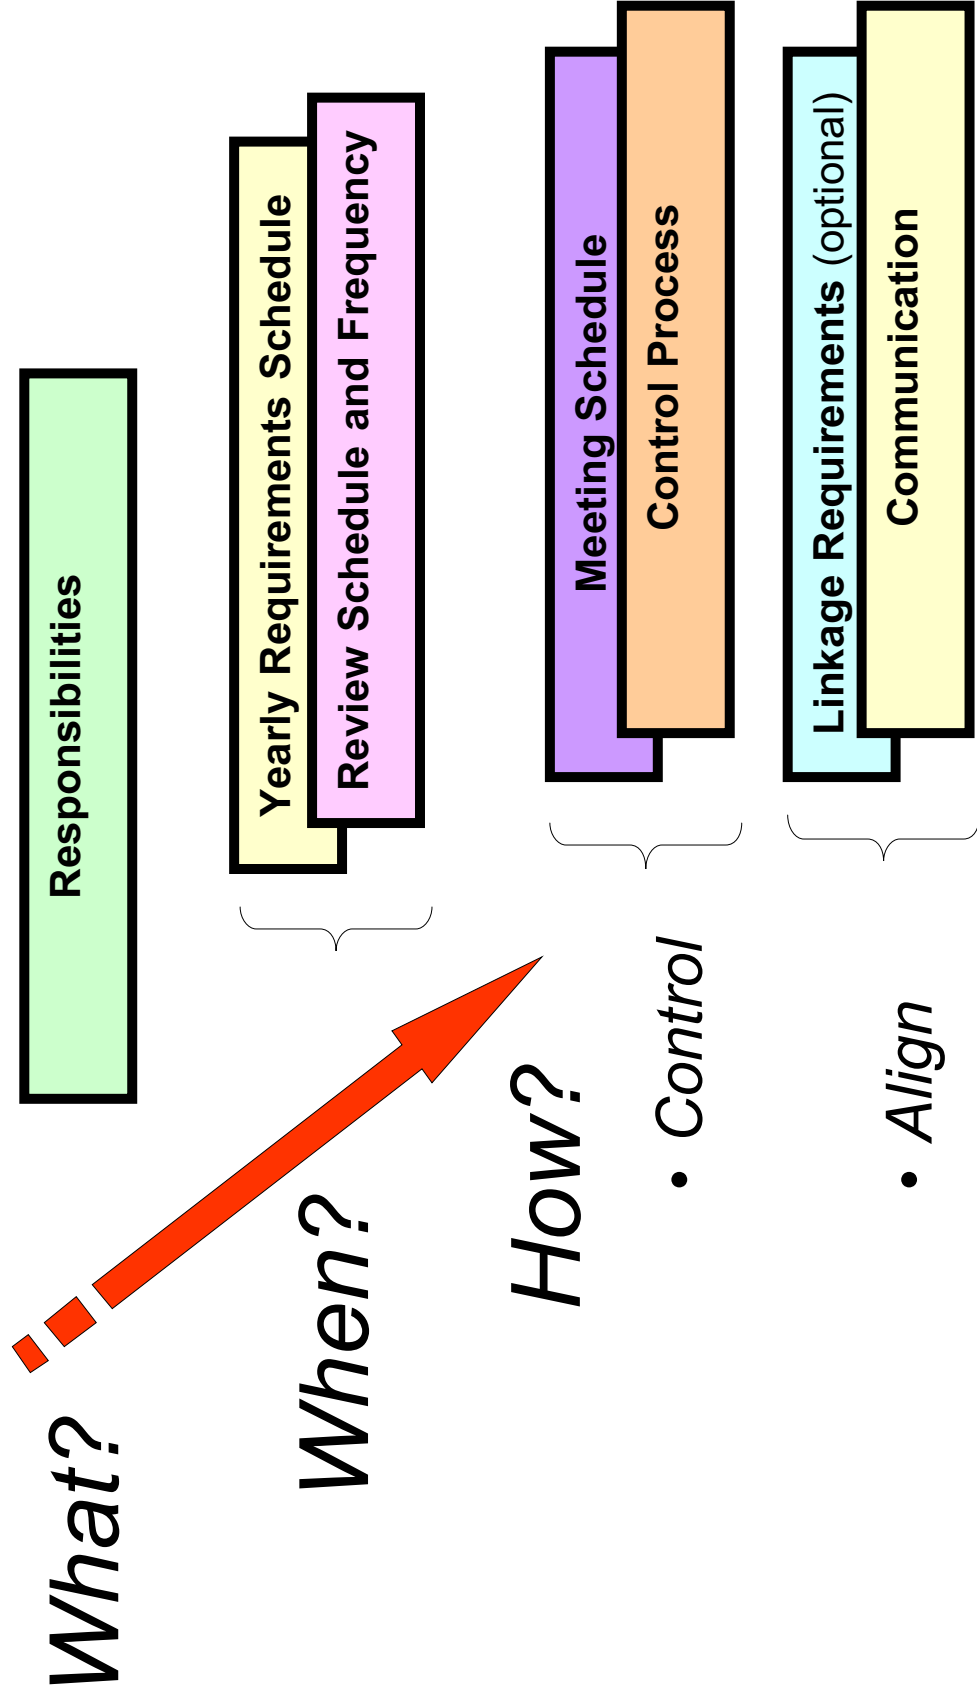 What?
Responsibilities
When?
Yearly Requirements Schedule
Review Schedule and Frequency
How?
• Control
Meeting Schedule
Control Process
• Align
Linkage Requirements (optional)
Communication